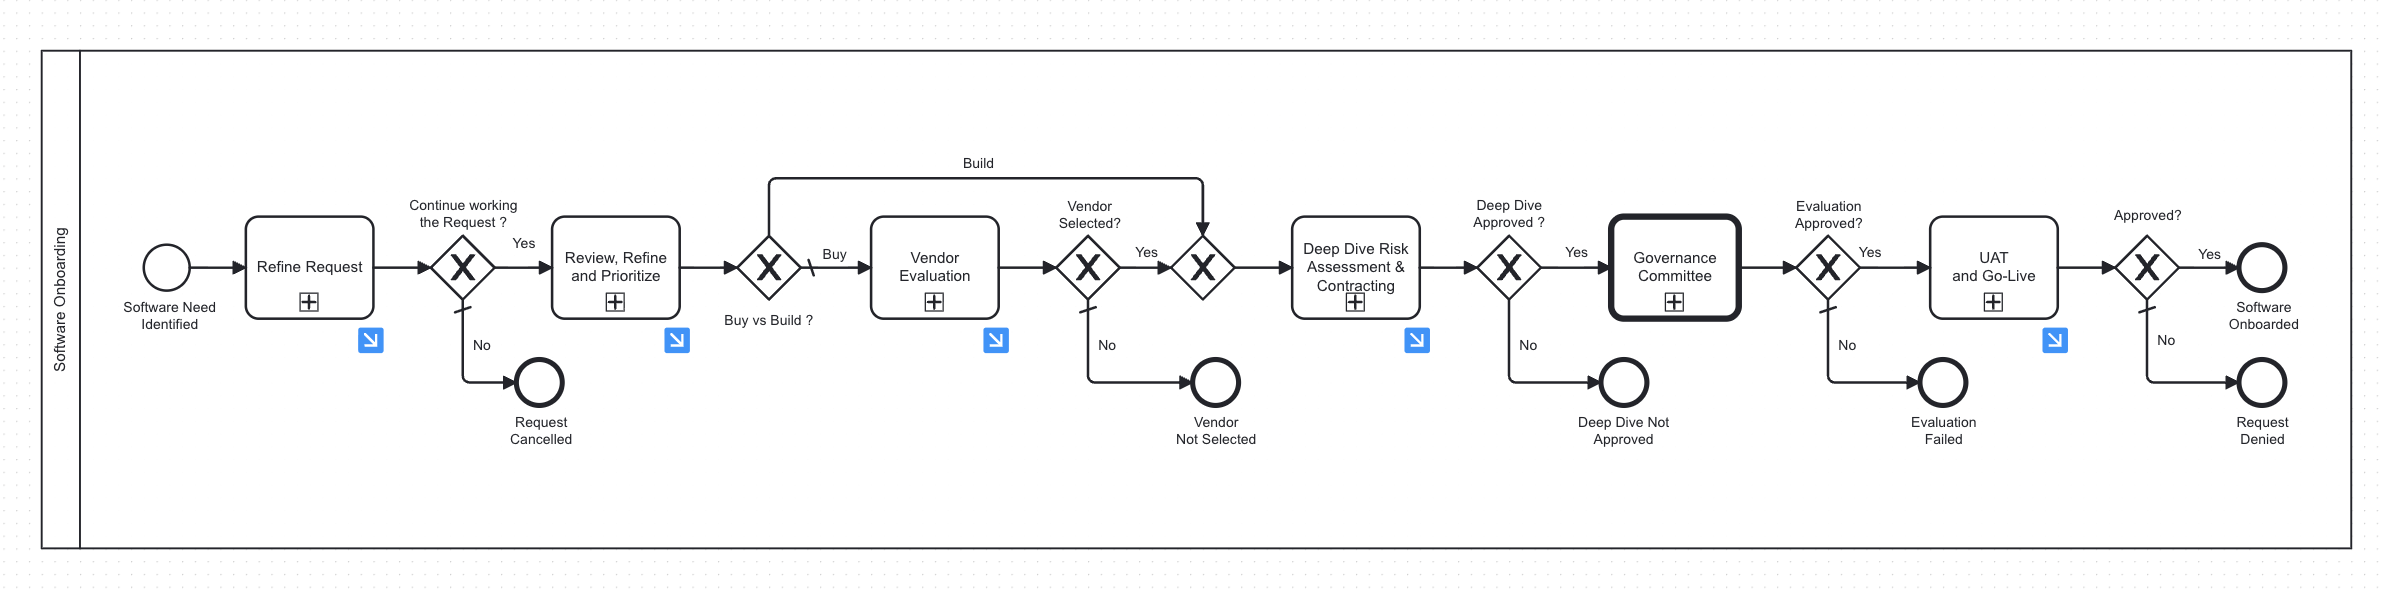 Software Onboarding
Software Need
Identified
Refine Request
Continue working
the Request ?
Yes
No
Request
Cancelled
Review, Refine
and Prioritize
Buy vs Build ?
Build
Buy
Vendor
Evaluation
Vendor
Selected?
Yes
No
Vendor
Not Selected
Deep Dive Risk
Assessment &
Contracting
Deep Dive
Approved ?
Yes
No
Deep Dive Not
Approved
Governance
Committee
Evaluation
Approved?
Yes
No
Evaluation
Failed
UAT
and Go-Live
Approved?
Yes
Software
Onboarded
No
Request
Denied